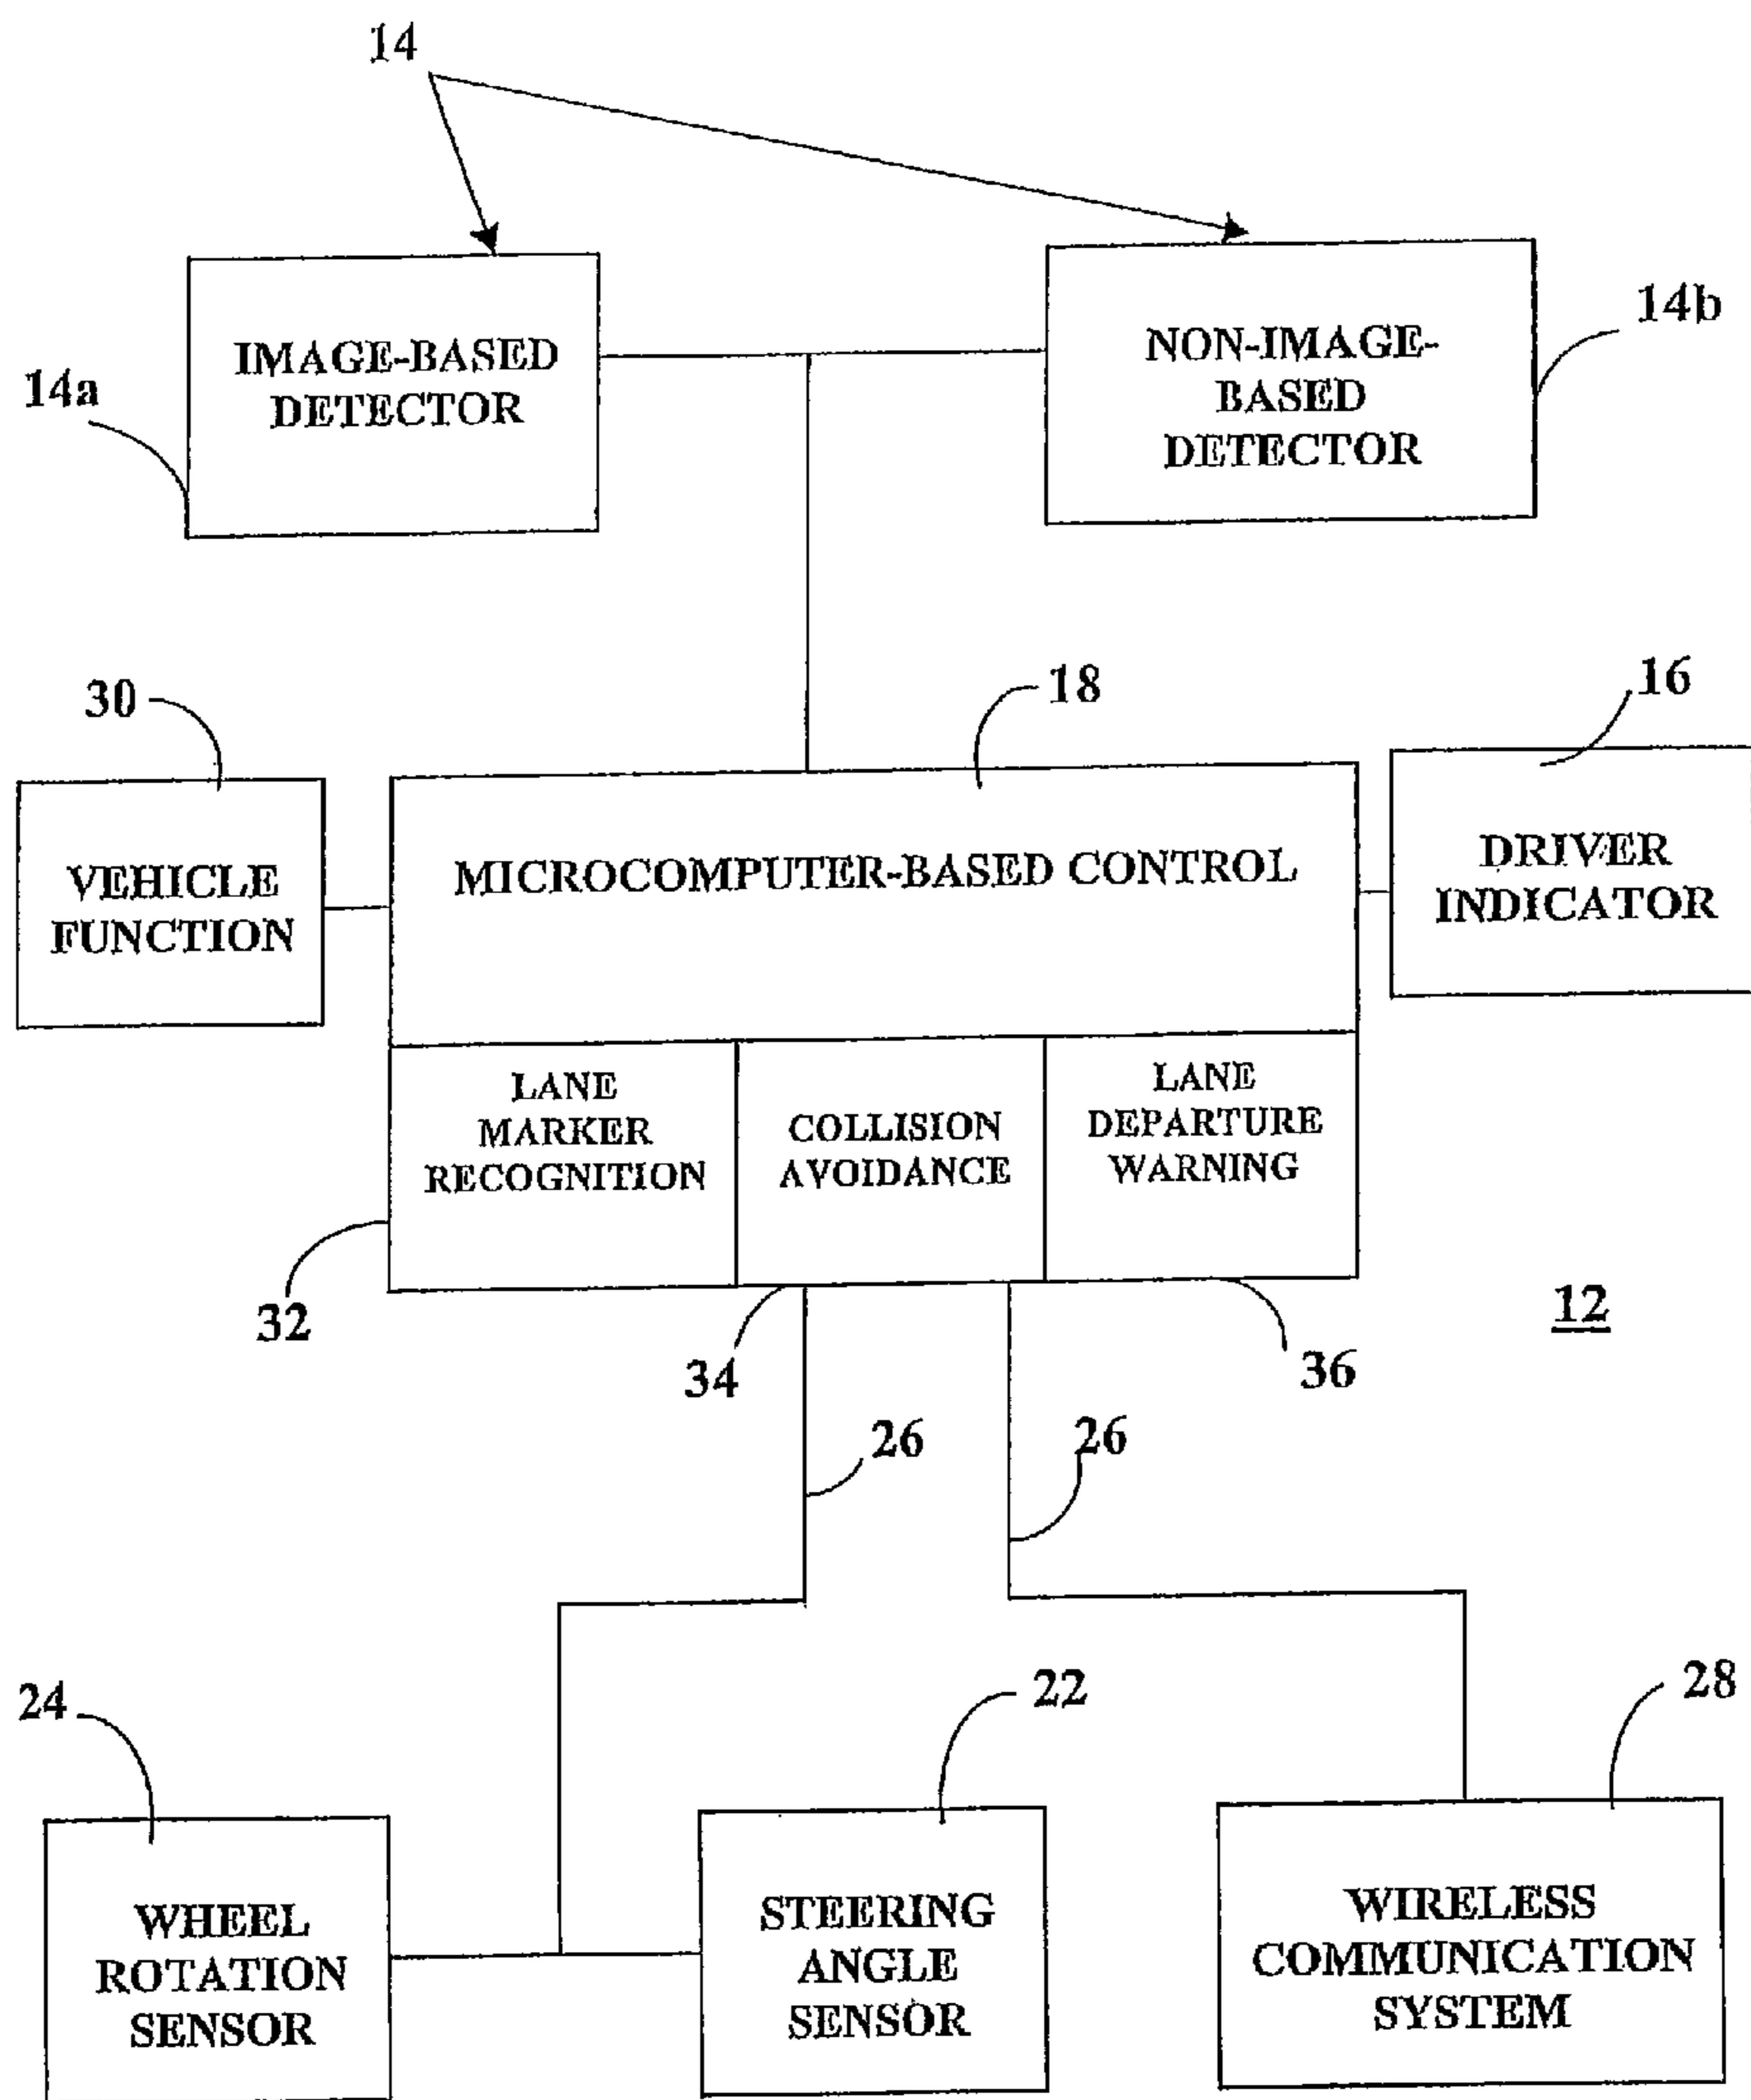 14
14a
IMAGE-BASED
DETECTOR
NON-IMAGE-
BASED
DETECTOR
14b
30
18
16
VEHICLE
FUNCTION
MICROCOMPUTER-BASED CONTROL
DRIVER
INDICATOR
LANE
MARKER
RECOGNITION
COLLISION
AVOIDANCE
LANE
DEPARTURE
WARNING
32
34
36
12
26
26
24
22
28
WHEEL
ROTATION
SENSOR
STEERING
ANGLE
SENSOR
WIRELESS
COMMUNICATION
SYSTEM